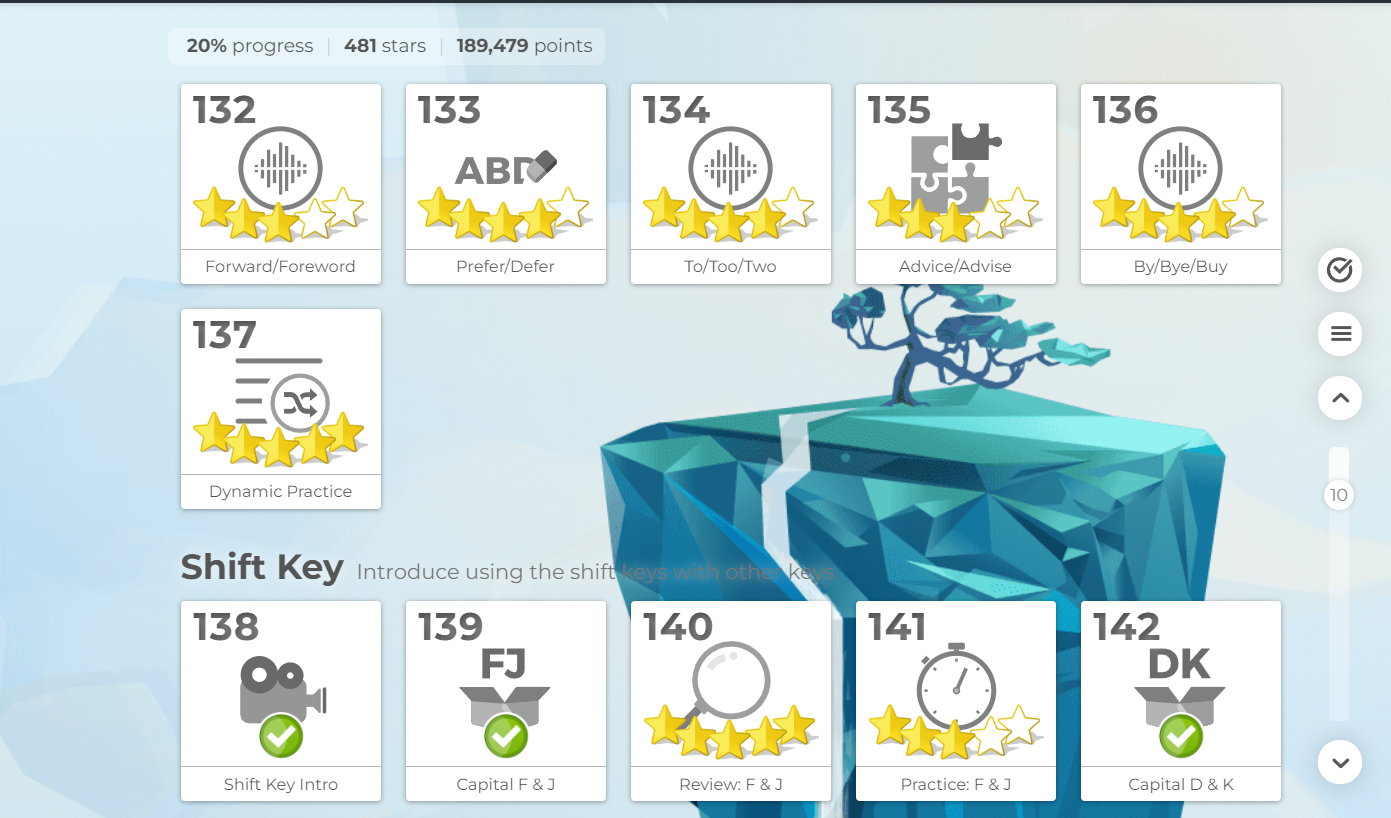 20% progress 481 stars 189,479 points
132 133 134 135 136
ABD
Forward/Foreword Prefer/Defer To/Too/Two Advice/Advise By/Bye/Buy
137
Dynamic Practice
10
Shift Key Introduce using the shift keys with other keys
138 139 140 141 142
FJ DK
Shift Key Intro Capital F & J Review: F & J Practice: F & J Capital D & K